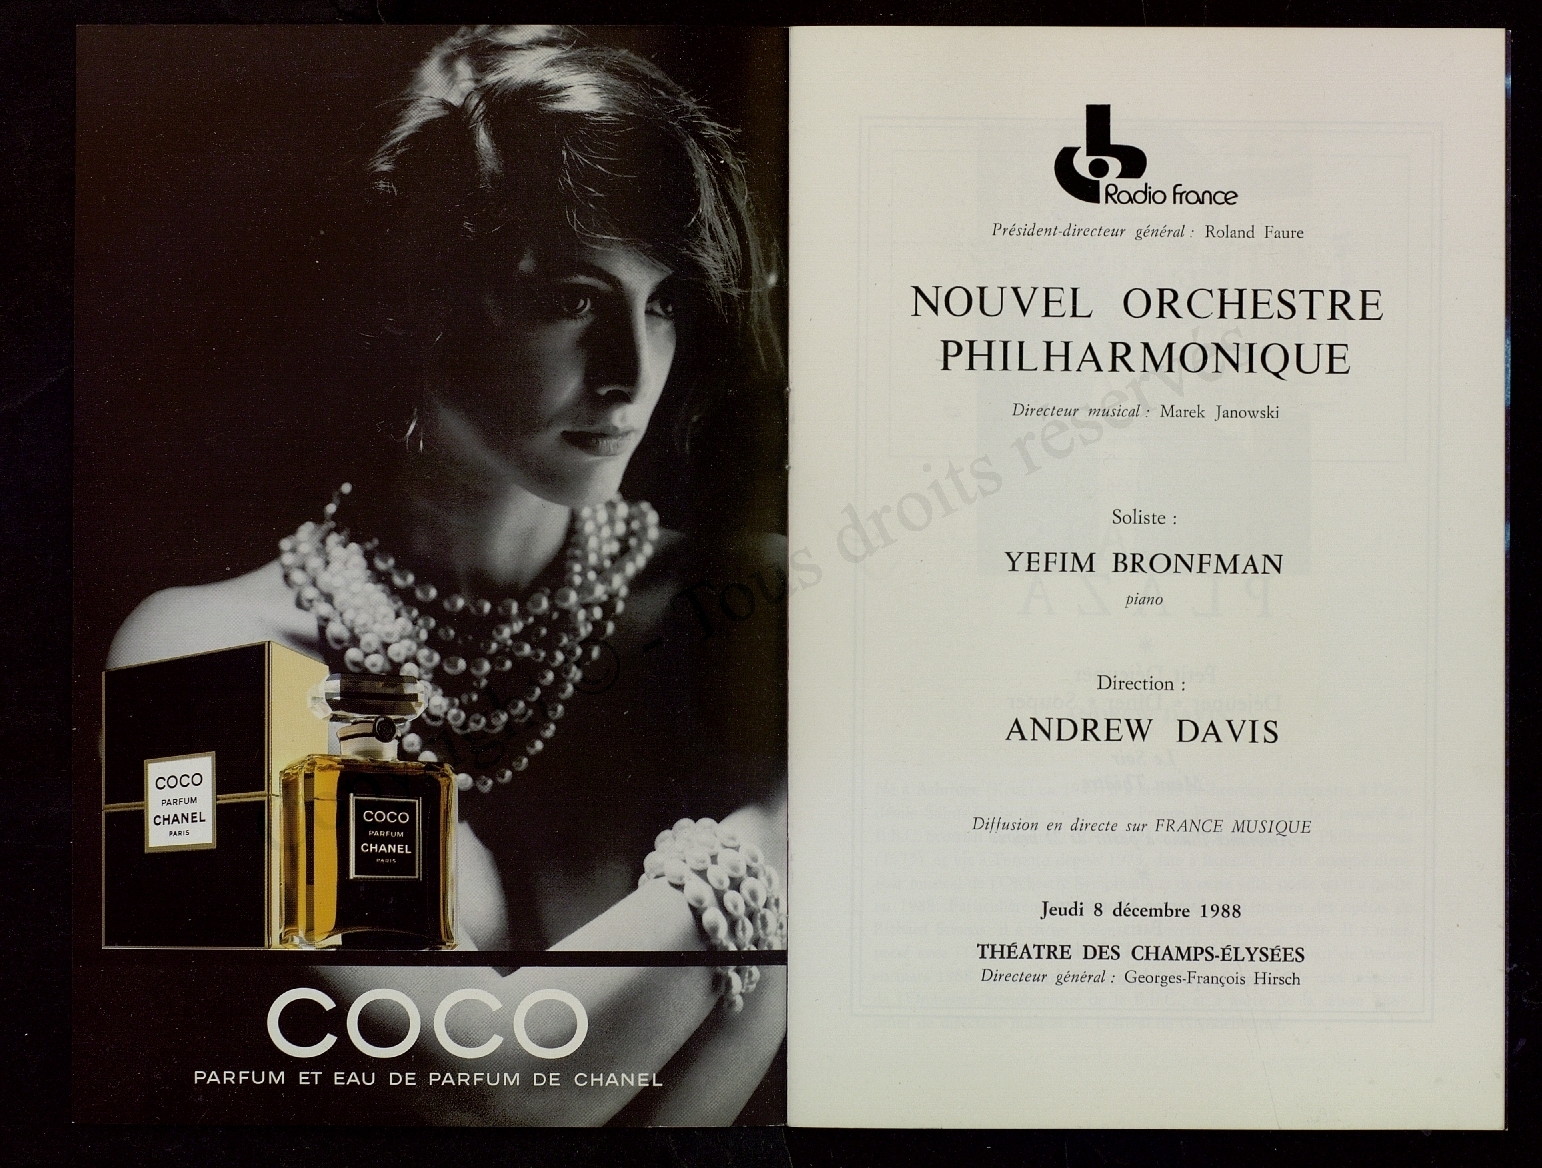 COCO
PARFUM
CHANEL
PARIS
COCO
PARFUM
CHANEL
PARIS
COCO
PARFUM ET EAU DE PARFUM DE CHANEL
Radio France
Président-directeur général : Roland Faure
NOUVEL ORCHESTRE
PHILHARMONIQUE
Directeur musical : Marek Janowski
Soliste :
YEFIM BRONFMAN
piano
Direction :
ANDREW DAVIS
Diffusion en directe sur FRANCE MUSIQUE
Jeudi 8 décembre 1988
THÉATRE DES CHAMPS-ÉLYSÉES
Directeur général : Georges-François Hirsch
© - Tous droits réservés